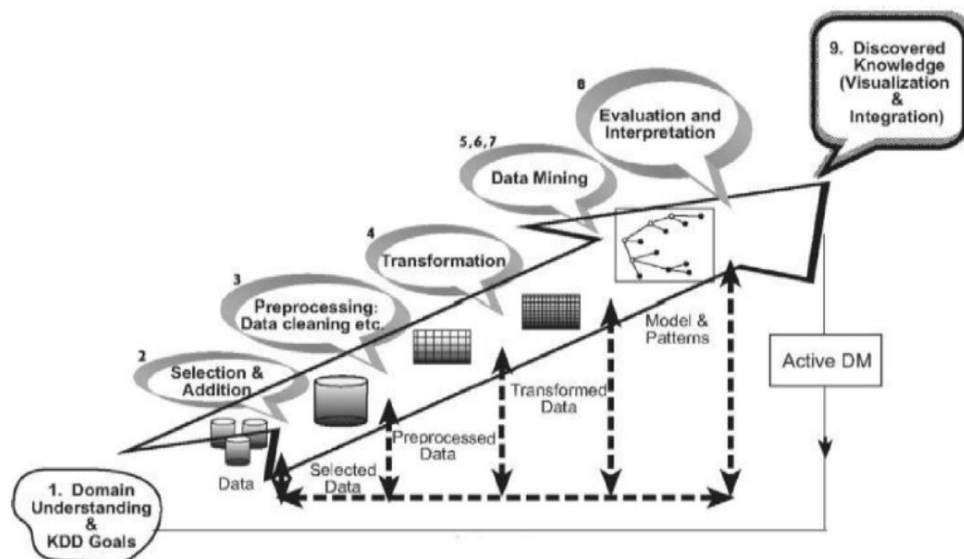 9. Discovered
Knowledge
(Visualization
&
Integration)
8
Evaluation and
Interpretation
5,6,7
Data Mining
4
Transformation
3
Preprocessing:
Data cleaning etc.
2
Selection &
Addition
Model &
Patterns
Active DM
Transformed
Data
Preprocessed
Data
Selected
Data
Data
1. Domain
Understanding
&
KDD Goals